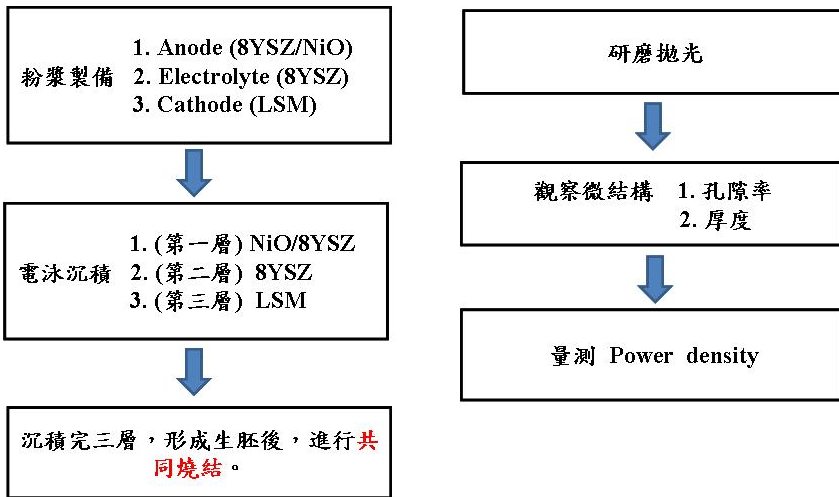 粉漿製備
1. Anode (8YSZ/NiO)
2. Electrolyte (8YSZ)
3. Cathode (LSM)
電泳沉積
1. (第一層) NiO/8YSZ
2. (第二層) 8YSZ
3. (第三層) LSM
沉積完三層，形成生胚後，進行共
同燒結。
研磨拋光
觀察微結構 1. 孔隙率
2. 厚度
量測 Power density